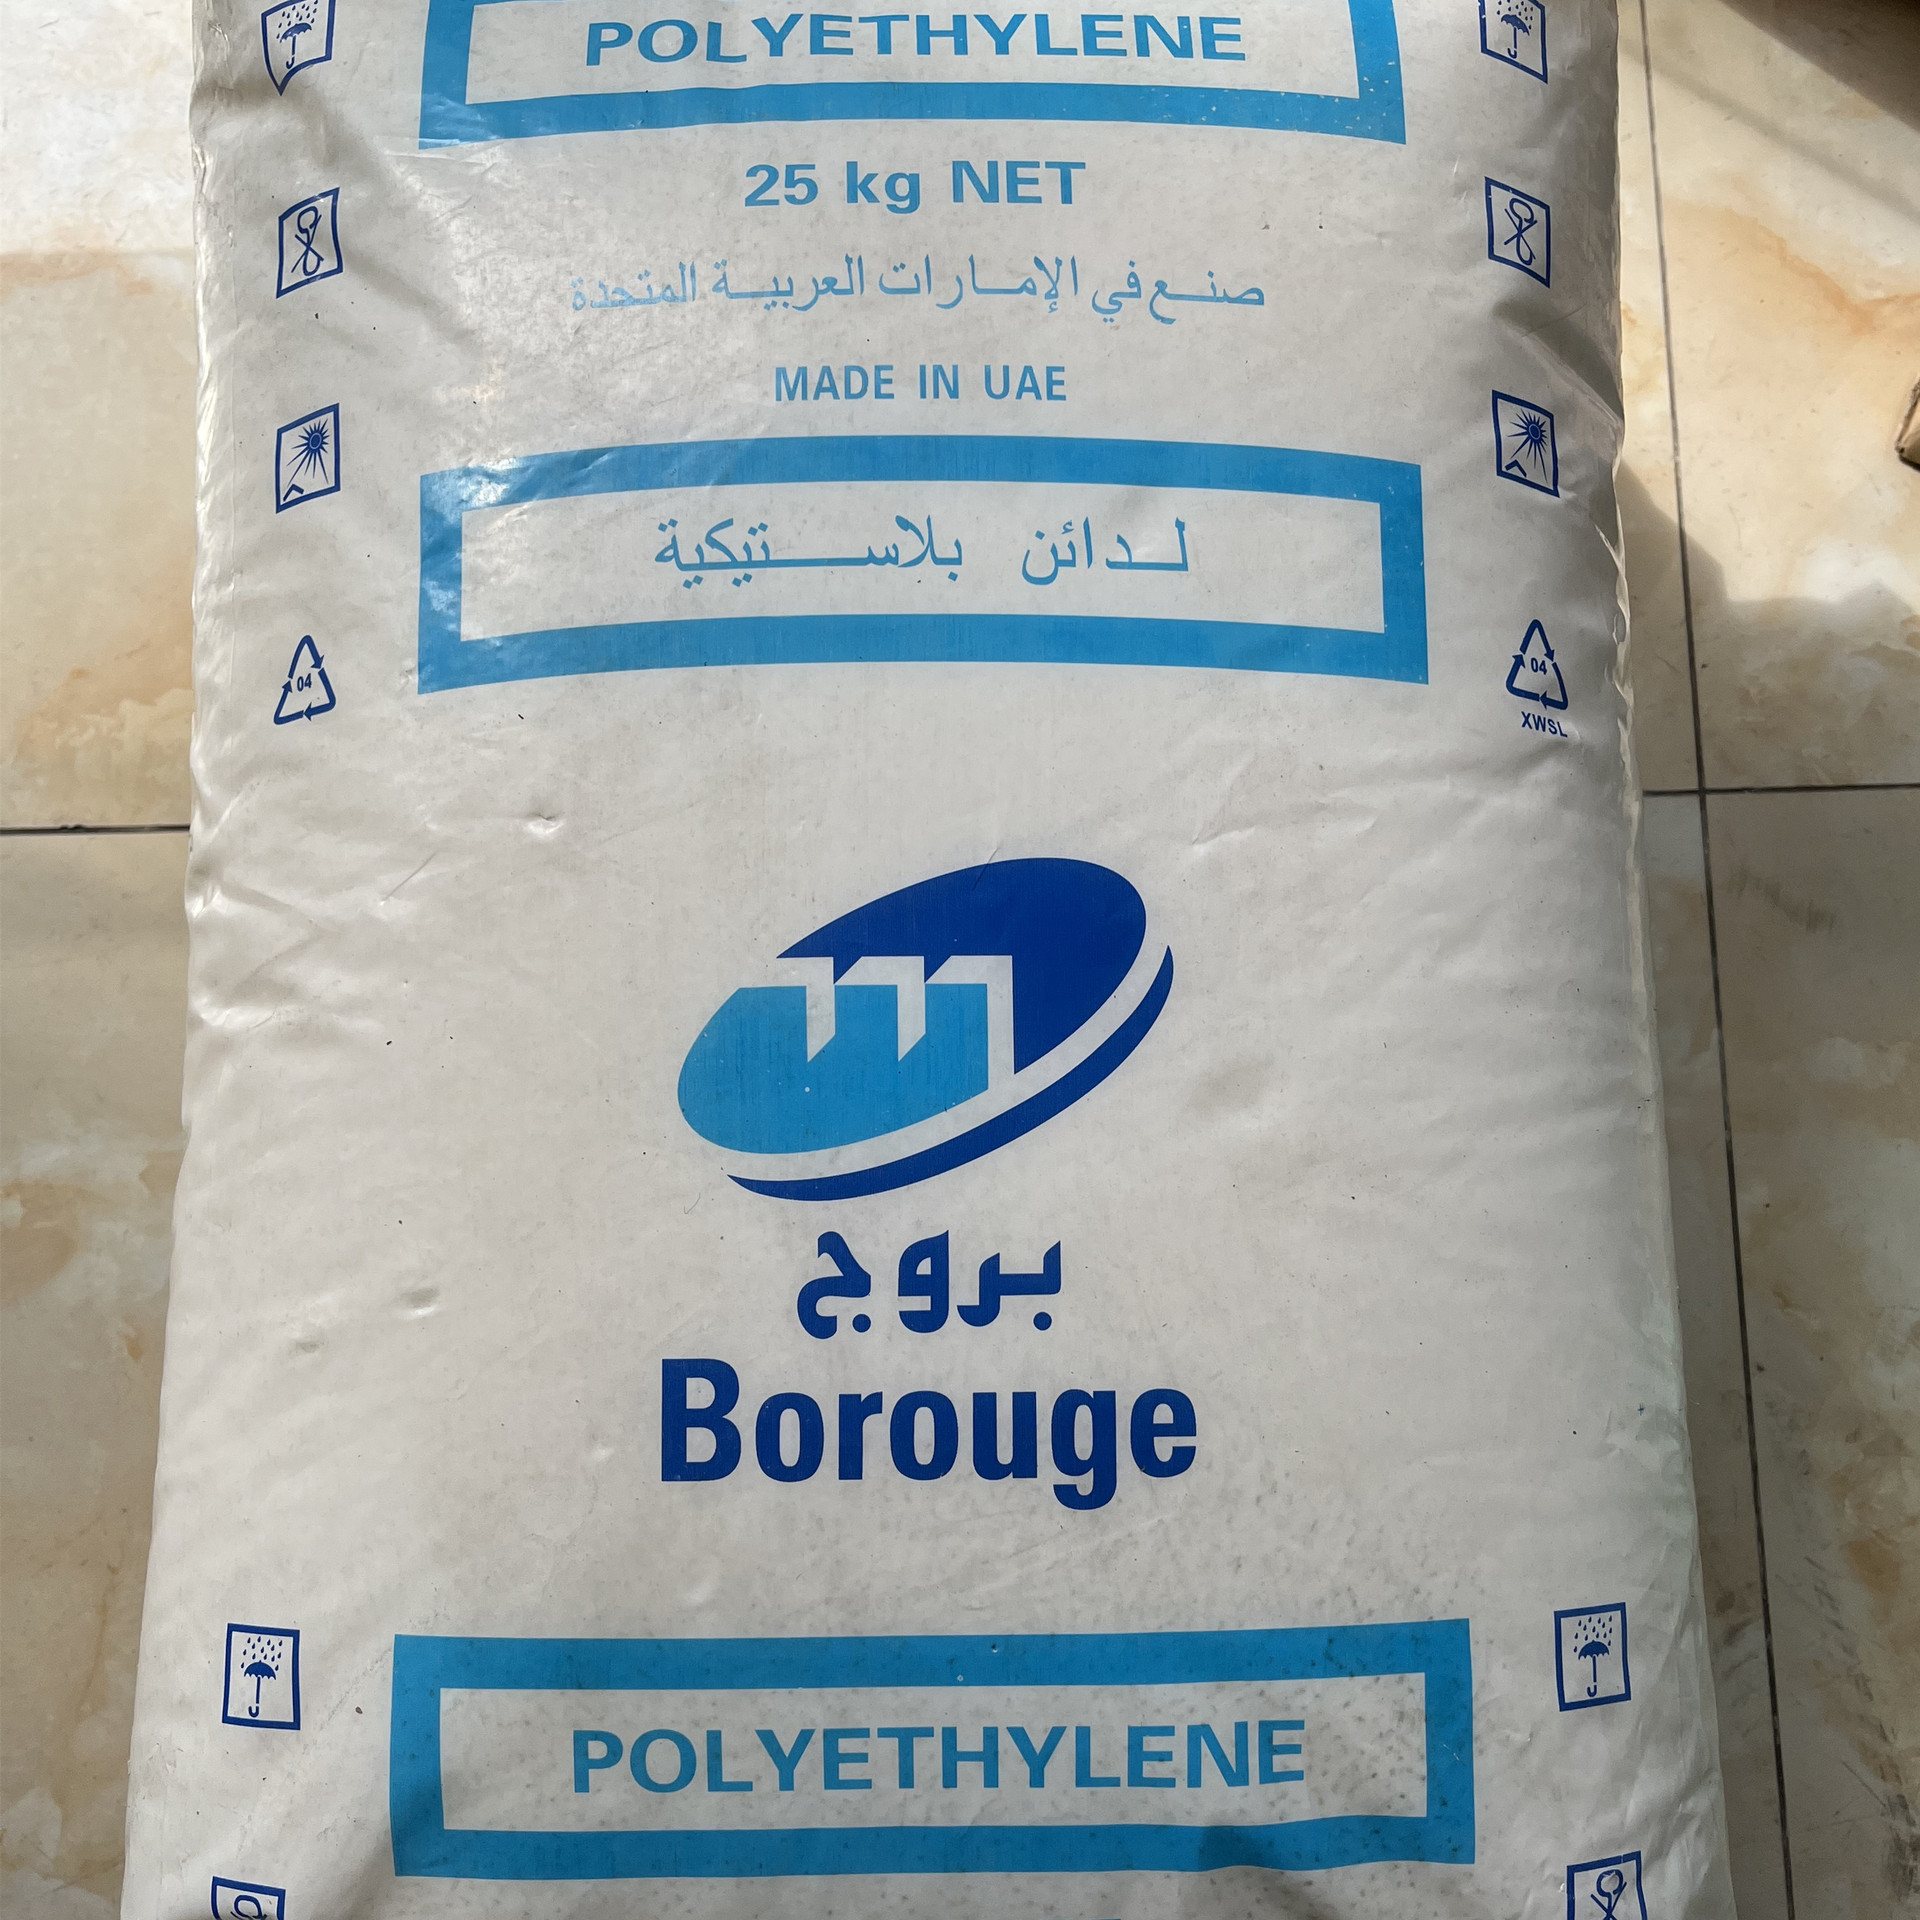 POLYETHYLENE
25 kg NET
صنع في الإمارات العربية المتحدة
MADE IN UAE
لدائن بلاستيكية
04
04
XWSL
بروج
Borouge
POLYETHYLENE